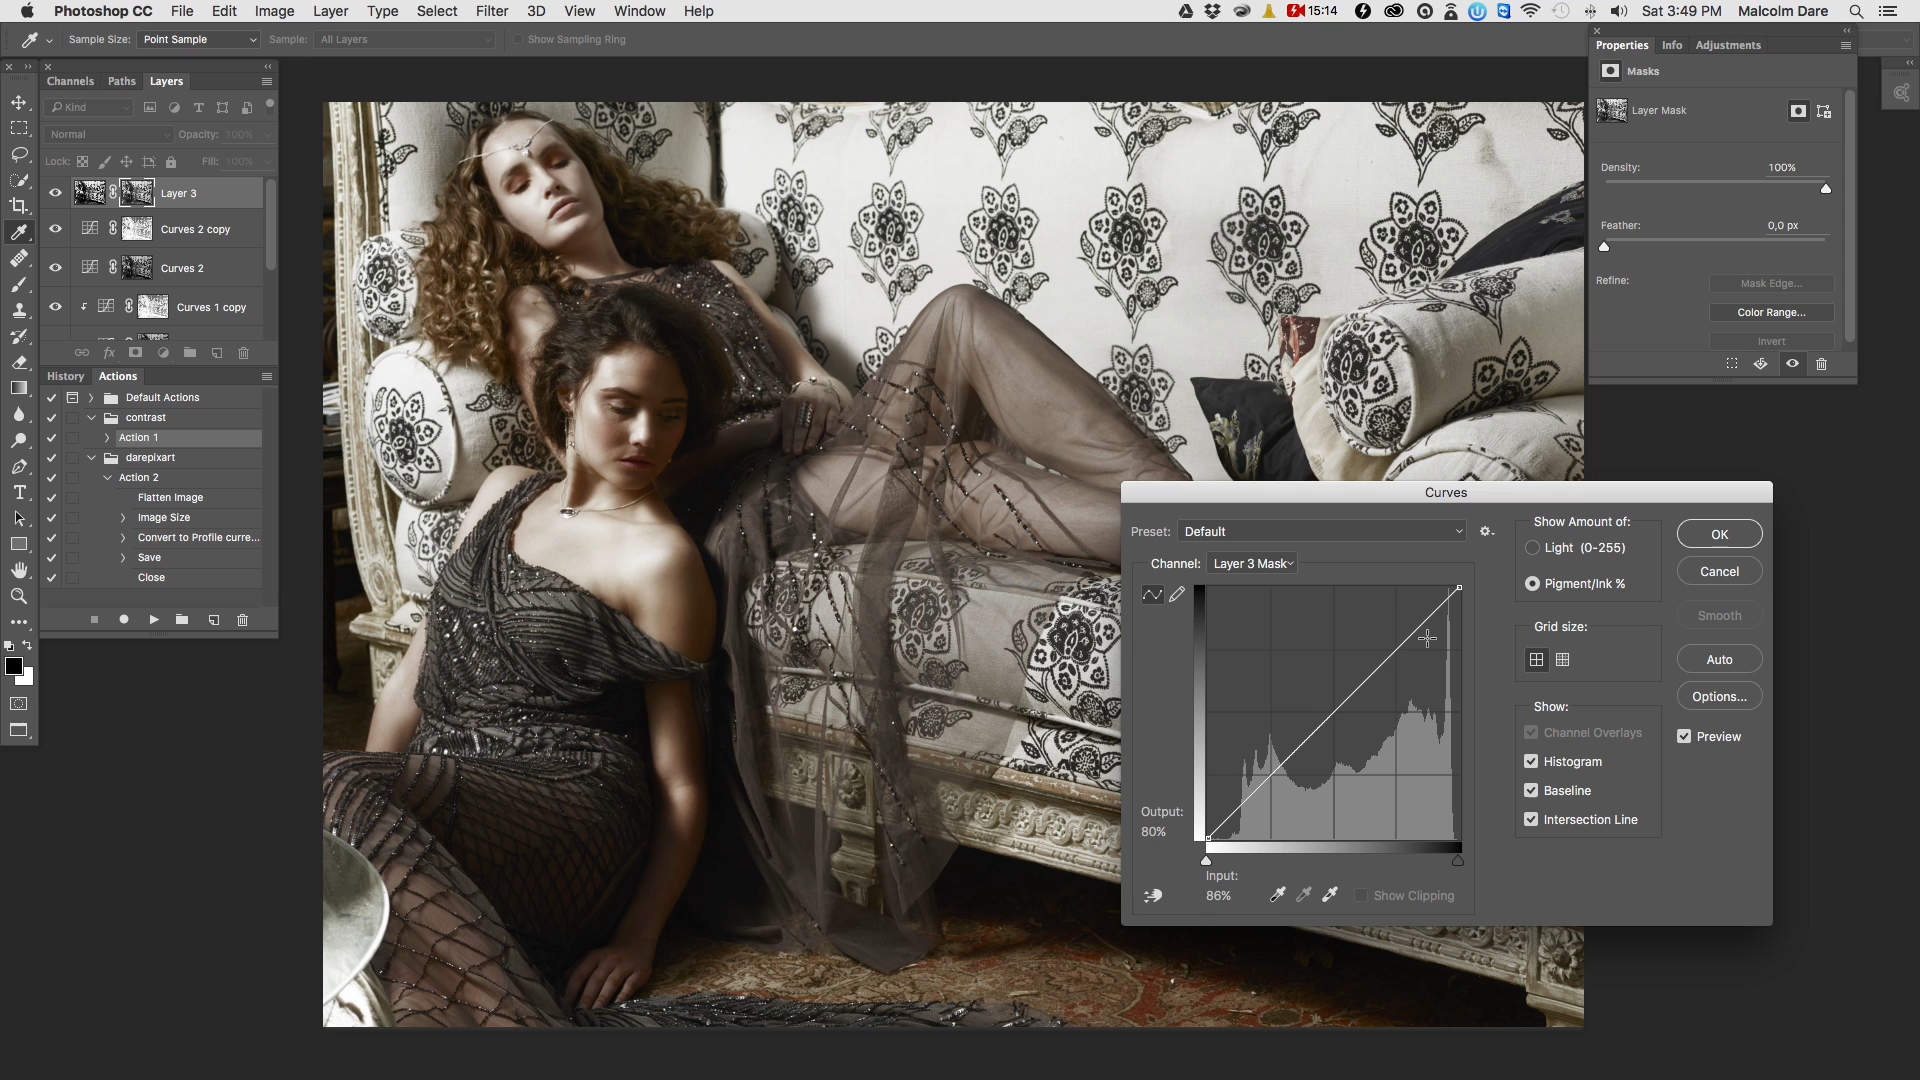 Photoshop CC File Edit Image Layer Type Select Filter 3D View Window Help 15:14 Sat 3:49 PM Malcolm Dare
Sample Size: Point Sample Sample: All Layers Show Sampling Ring
Channels Paths Layers
Kind
Normal Opacity: 100%
Lock: Fill: 100%
Layer 3
Curves 2 copy
Curves 2
Curves 1 copy
fx
History Actions
Default Actions
contrast
Action 1
darepixart
Action 2
Flatten Image
Image Size
Convert to Profile curre...
Save
Close
Properties Info Adjustments
Masks
Layer Mask
Density: 100%
Feather: 0,0 px
Refine: Mask Edge...
Color Range...
Invert
Curves
Preset: Default
Channel: Layer 3 Mask
Output:
80%
Input:
86%
Show Clipping
Show Amount of:
Light (0-255)
Pigment/Ink %
Grid size:
Show:
Channel Overlays
Histogram
Baseline
Intersection Line
OK
Cancel
Smooth
Auto
Options...
Preview